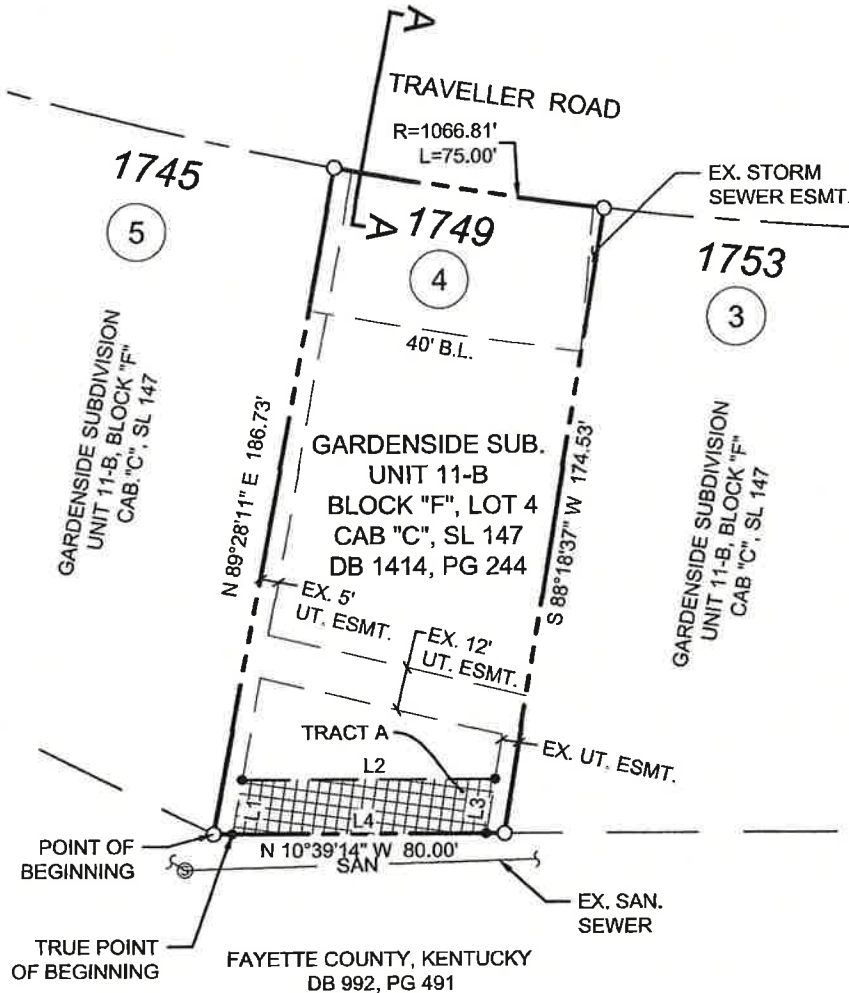 A
TRAVELLER ROAD
R=1066.81'
L=75.00'
EX. STORM
SEWER ESMT.
1745
5
A
1749
4
1753
3
40' B.L.
GARDENSIDE SUBDIVISION
UNIT 11-B, BLOCK "F"
CAB. "C", SL 147
N 89°28'11" E 186.73'
GARDENSIDE SUB.
UNIT 11-B
BLOCK "F", LOT 4
CAB "C", SL 147
DB 1414, PG 244
S 88°18'37" W 174.53'
GARDENSIDE SUBDIVISION
UNIT 11-B, BLOCK "F"
CAB "C", SL 147
EX. 5'
UT. ESMT.
EX. 12'
UT. ESMT.
TRACT A
EX. UT. ESMT.
L2
L1
L3
L4
POINT OF
BEGINNING
N 10°39'14" W 80.00'
SAN
EX. SAN.
SEWER
TRUE POINT
OF BEGINNING
FAYETTE COUNTY, KENTUCKY
DB 992, PG 491